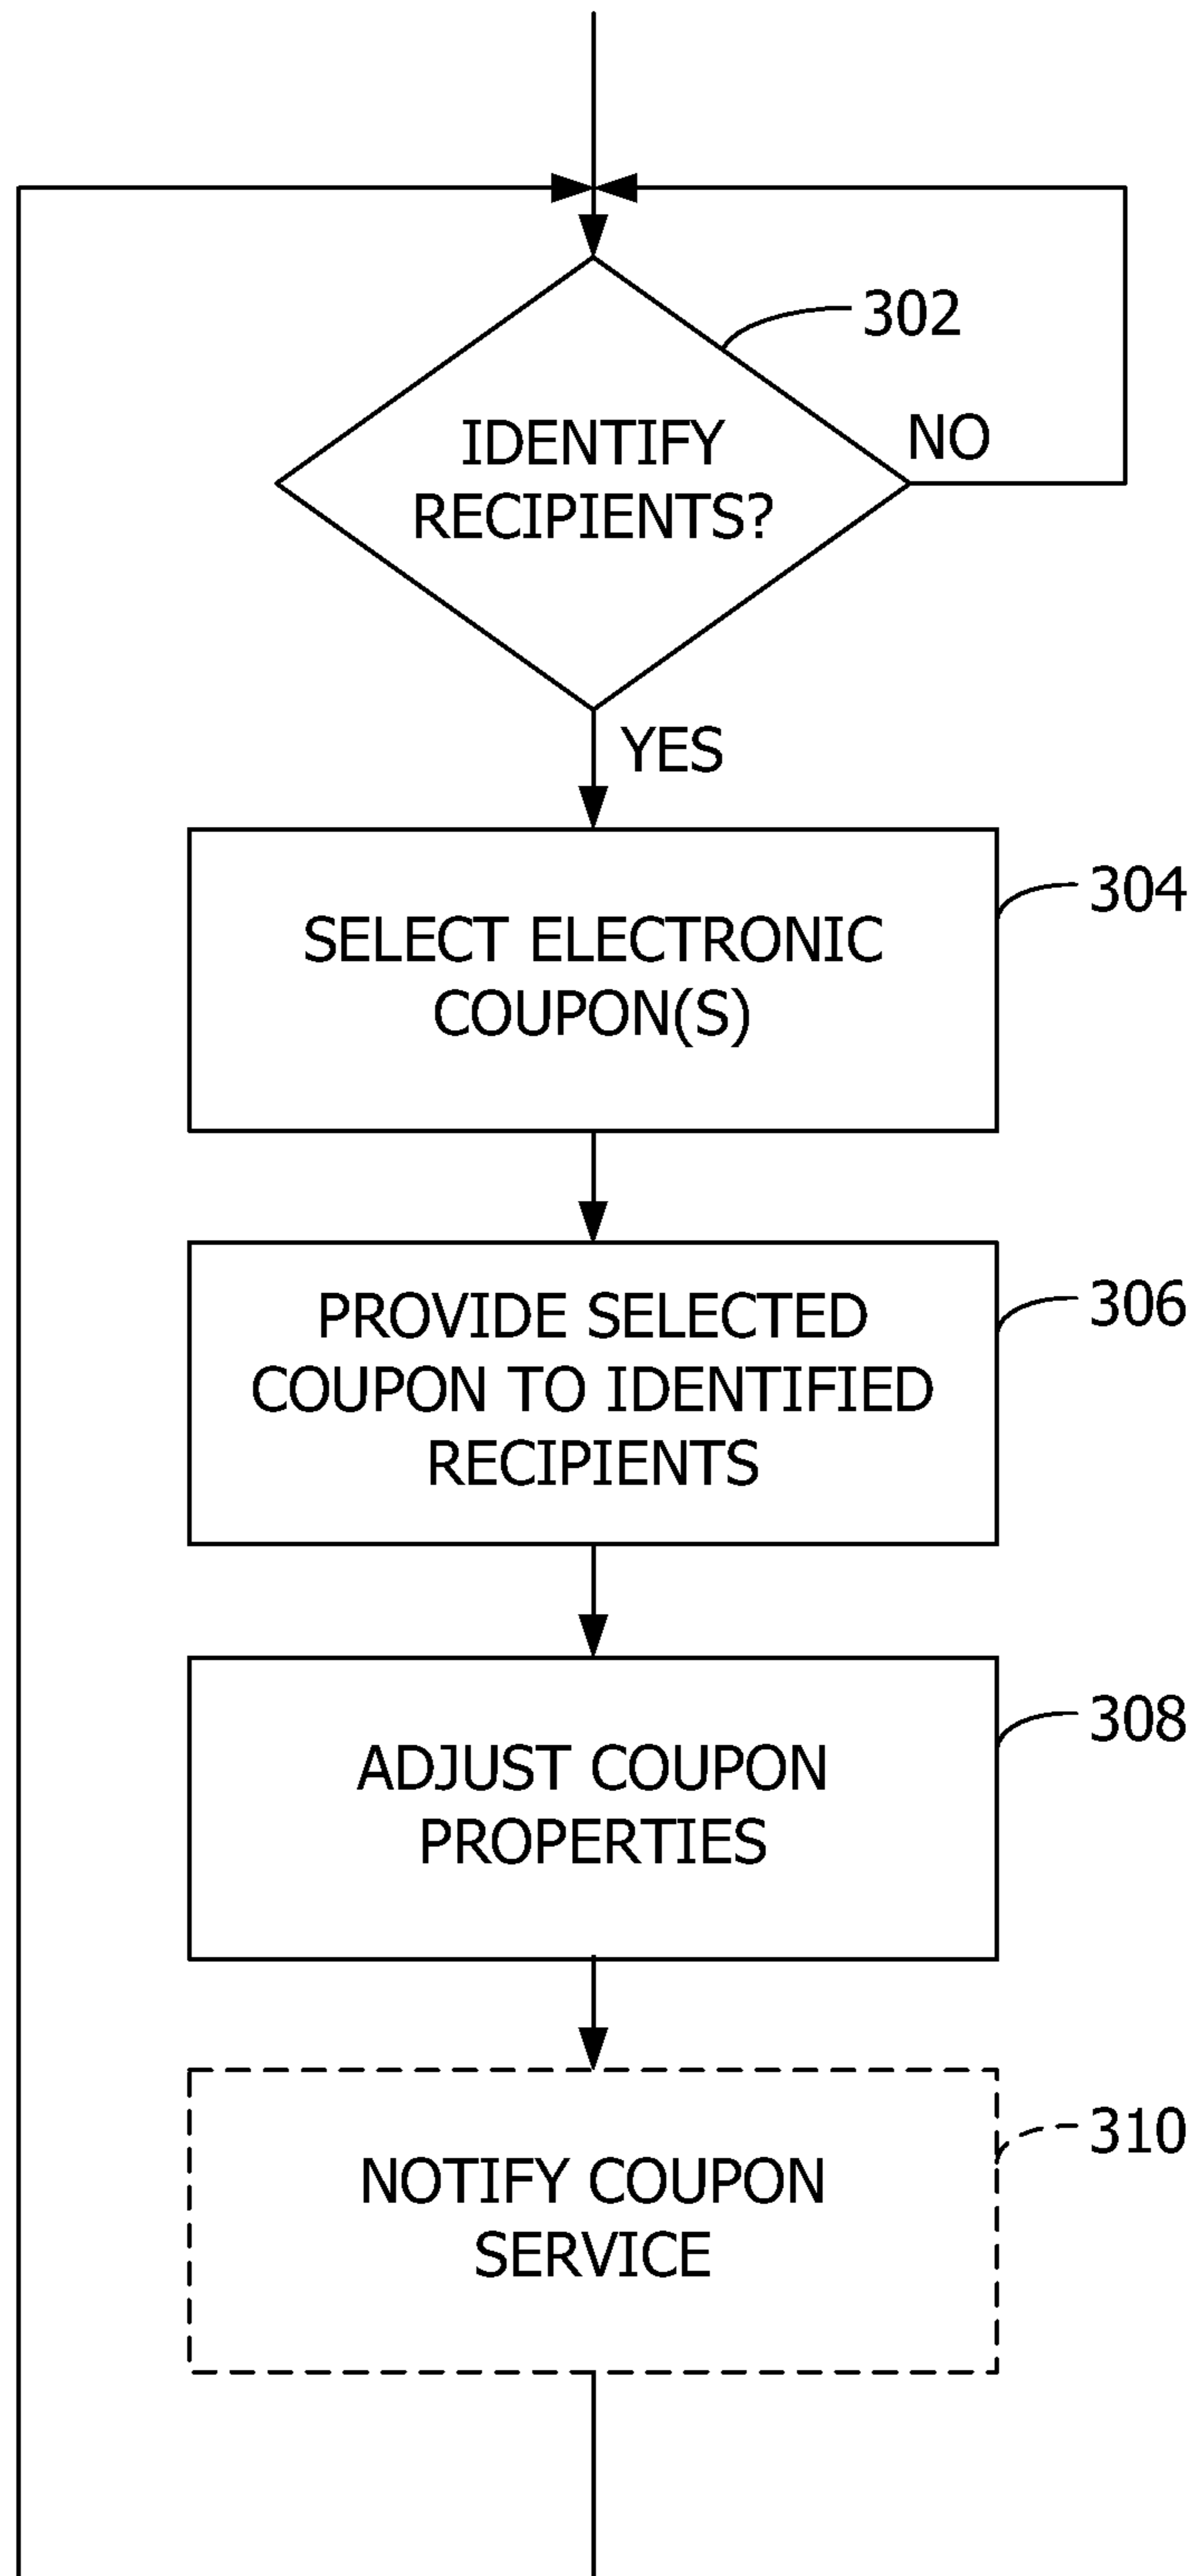 302
IDENTIFY
RECIPIENTS?
NO
YES
304
SELECT ELECTRONIC
COUPON(S)
306
PROVIDE SELECTED
COUPON TO IDENTIFIED
RECIPIENTS
308
ADJUST COUPON
PROPERTIES
310
NOTIFY COUPON
SERVICE